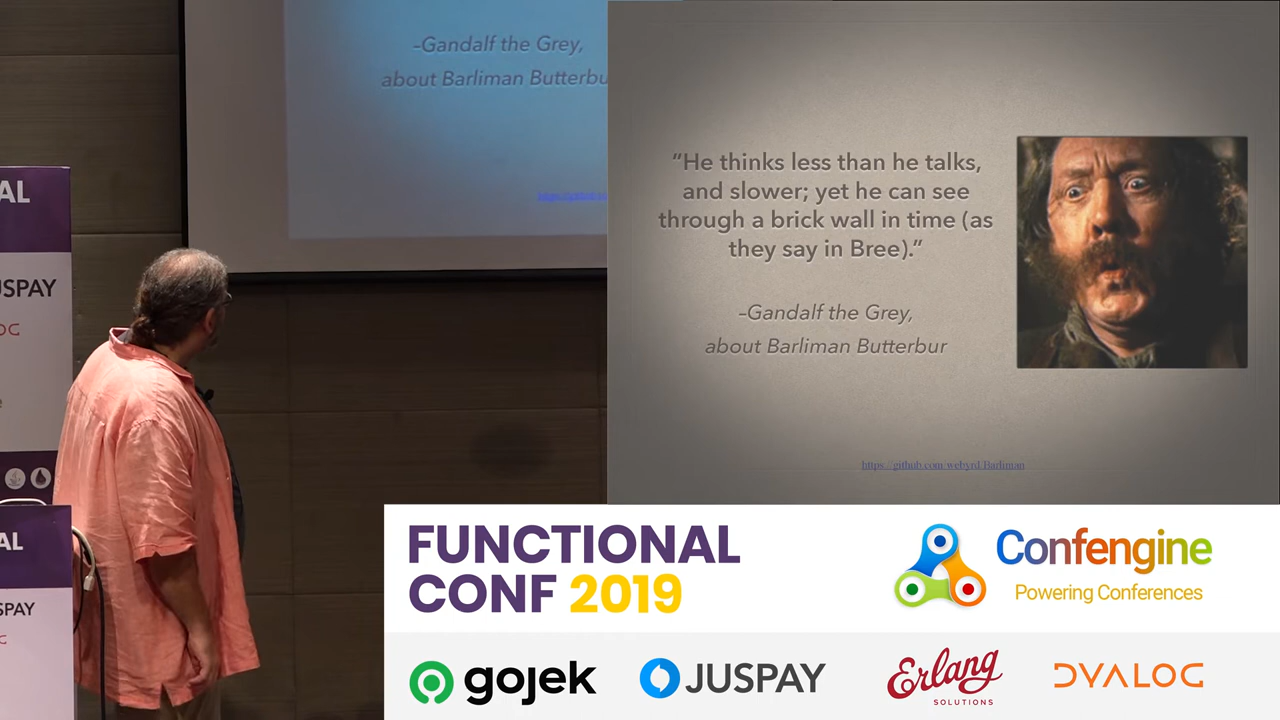 –Gandalf the Grey,
about Barliman Butterbu
AL
USPAY
OG
AL
SPAY
G
“He thinks less than he talks,
and slower; yet he can see
through a brick wall in time (as
they say in Bree).”
–Gandalf the Grey,
about Barliman Butterbur
https://github.com/webyrd/Barliman
FUNCTIONAL
CONF 2019
Confengine
Powering Conferences
gojek
JUSPAY
Erlang
SOLUTIONS
DYALOG